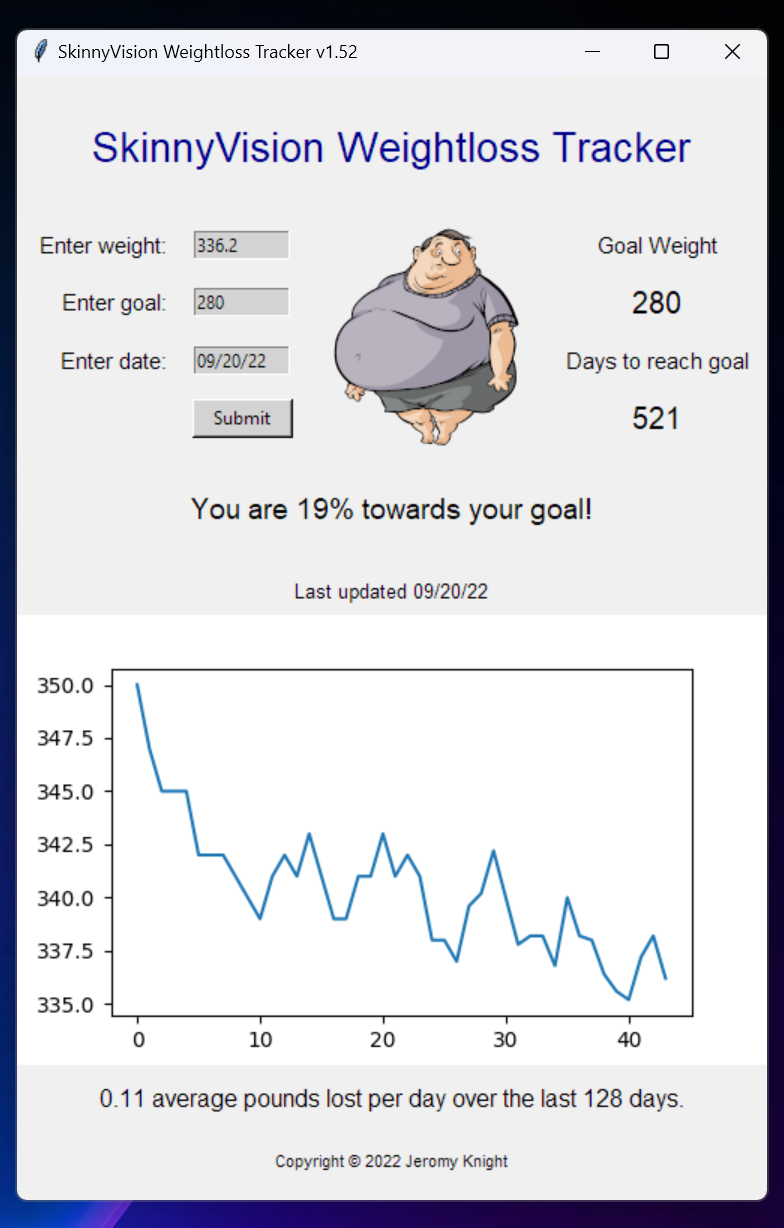 SkinnyVision Weightloss Tracker v1.52
SkinnyVision Weightloss Tracker
Enter weight: 336.2
Goal Weight
Enter goal: 280
280
Enter date: 09/20/22
Days to reach goal
Submit
521
You are 19% towards your goal!
Last updated 09/20/22
350.0
347.5
345.0
342.5
340.0
337.5
335.0
0 10 20 30 40
0.11 average pounds lost per day over the last 128 days.
Copyright © 2022 Jeromy Knight